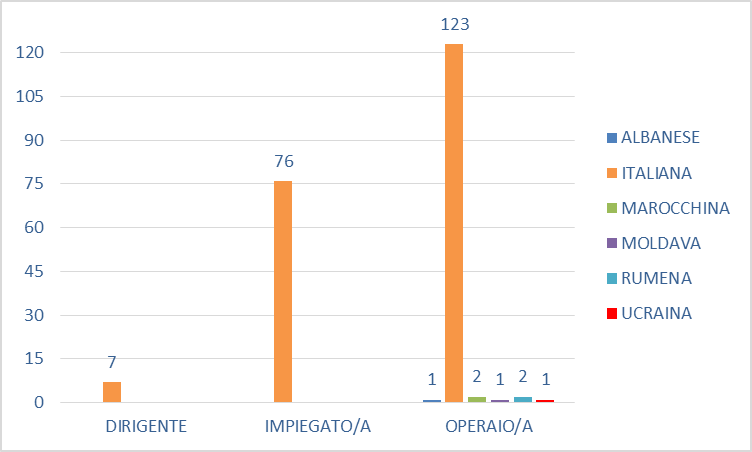 123
120
105
90
76
75
60
45
30
15
7
1
2
1
2
1
0
DIRIGENTE
IMPIEGATO/A
OPERAIO/A
ALBANESE
ITALIANA
MAROCCHINA
MOLDAVA
RUMENA
UCRAINA